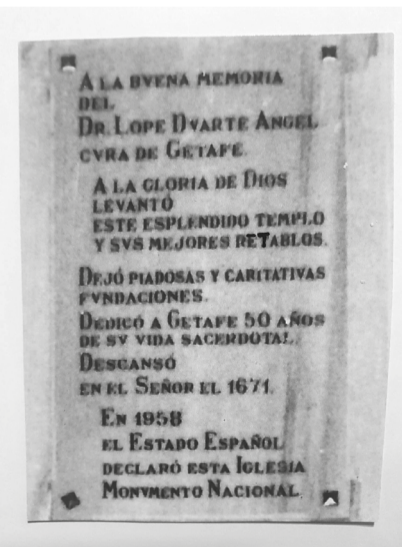 A LA BVENA MEMORIA
DEL
DR. LOPE DVARTE ANGEL
CVRA DE GETAFE.
A LA GLORIA DE DIOS
LEVANTÓ
ESTE ESPLENDIDO TEMPLO
Y SVS MEJORES RETABLOS.
DEJÓ PIADOSAS Y CARITATIVAS
FVNDACIONES.
DEDICÓ A GETAFE 50 AÑOS
DE SV VIDA SACERDOTAL.
DESCANSÓ
EN EL SEÑOR EL 1671.
EN 1958
EL ESTADO ESPAÑOL
DECLARÓ ESTA IGLESIA
MONVMENTO NACIONAL.